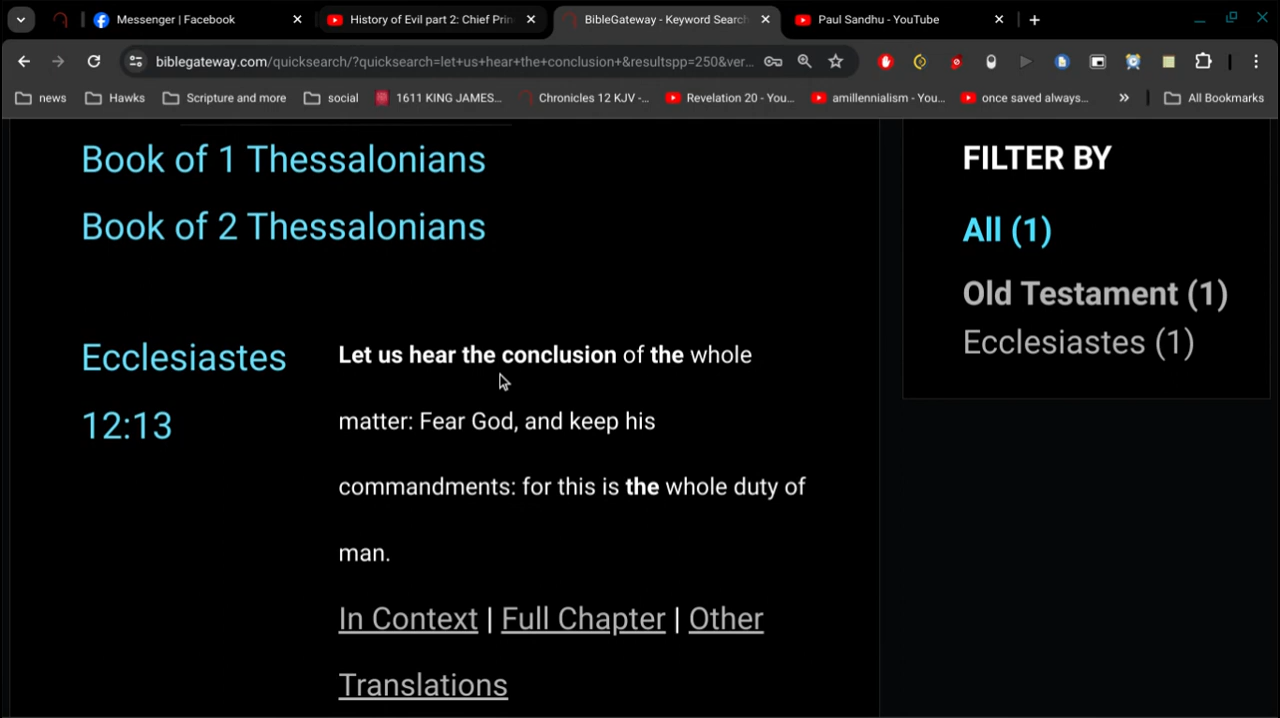 Messenger | Facebook
History of Evil part 2: Chief Prin
BibleGateway - Keyword Search
Paul Sandhu - YouTube
biblegateway.com/quicksearch/?quicksearch=let+us+hear+the+conclusion+&resultspp=250&ver...
news
Hawks
Scripture and more
social
1611 KING JAMES...
Chronicles 12 KJV -...
Revelation 20 - You...
amillennialism - You...
once saved always...
All Bookmarks
Book of 1 Thessalonians
Book of 2 Thessalonians
FILTER BY
All (1)
Old Testament (1)
Ecclesiastes (1)
Ecclesiastes
12:13
Let us hear the conclusion of the whole
matter: Fear God, and keep his
commandments: for this is the whole duty of
man.
In Context | Full Chapter | Other
Translations